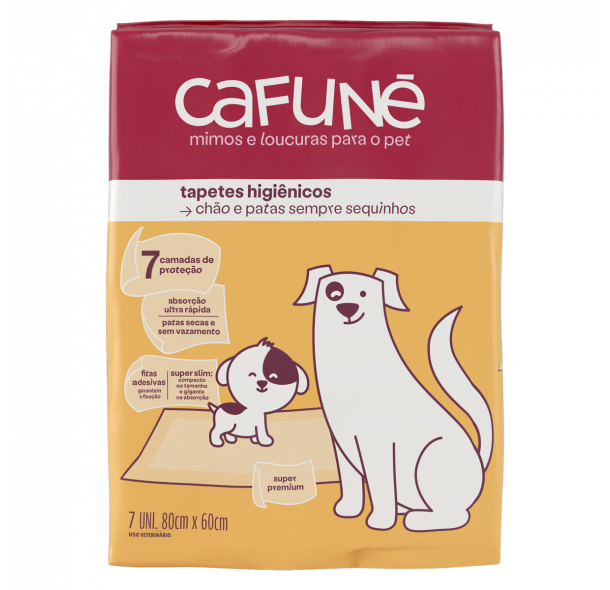 CAFUNÉ
mimos e loucuras para o pet
tapetes higiênicos
→ chão e patas sempre sequinhos
7 camadas de
proteção
absorção
ultra rápida
patas secas e
sem vazamento
fitas
adesivas
garantem
a fixação
super slim:
compacto
no tamanho
e gigante
na absorção
super
premium
7 UNI. 80cm x 60cm
USO VETERINÁRIO.